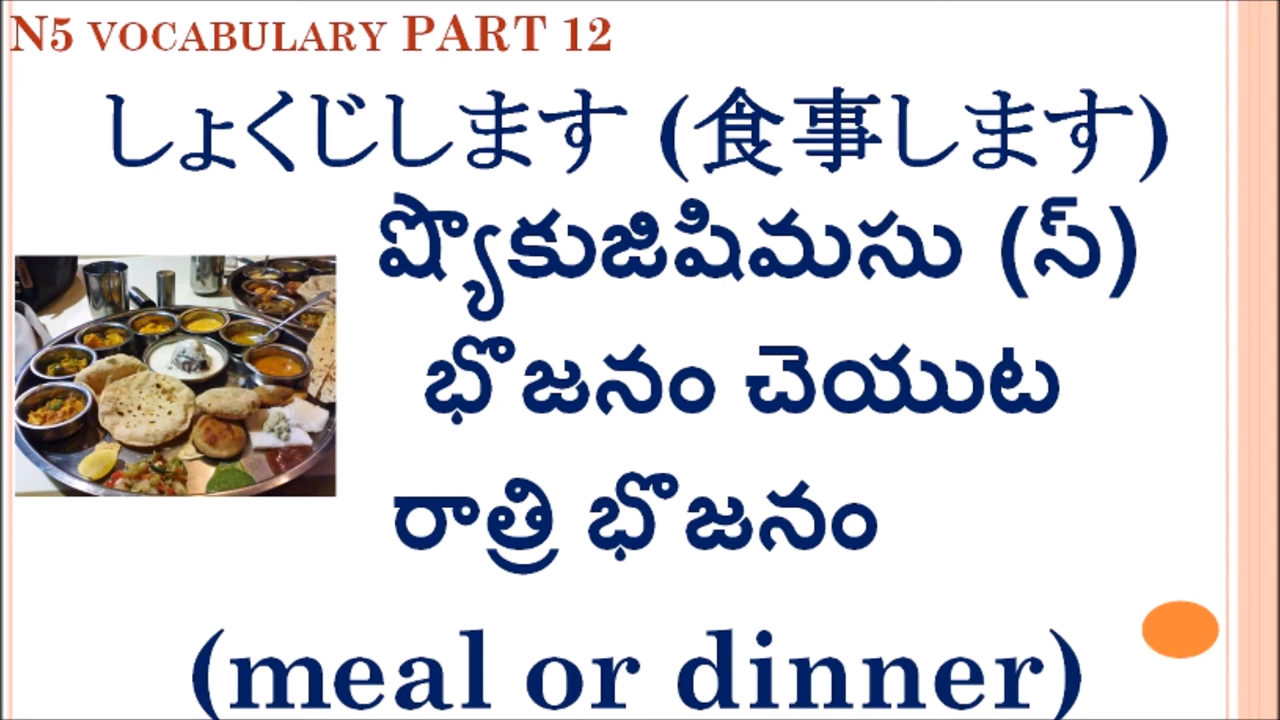 N5 VOCABULARY PART 12
しょくじします (食事します)
ష్యొకుజిషిమసు (స్)
భొజనం చెయుట
రాత్రి భొజనం
(meal or dinner)